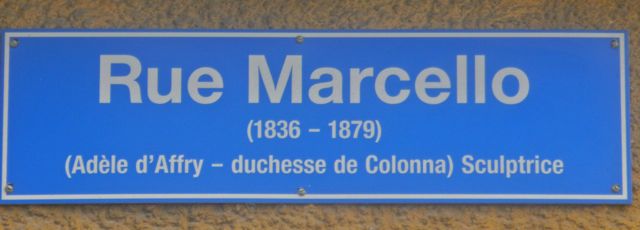 Rue Marcello
(1836 – 1879)
(Adèle d'Affry – duchesse de Colonna) Sculptrice